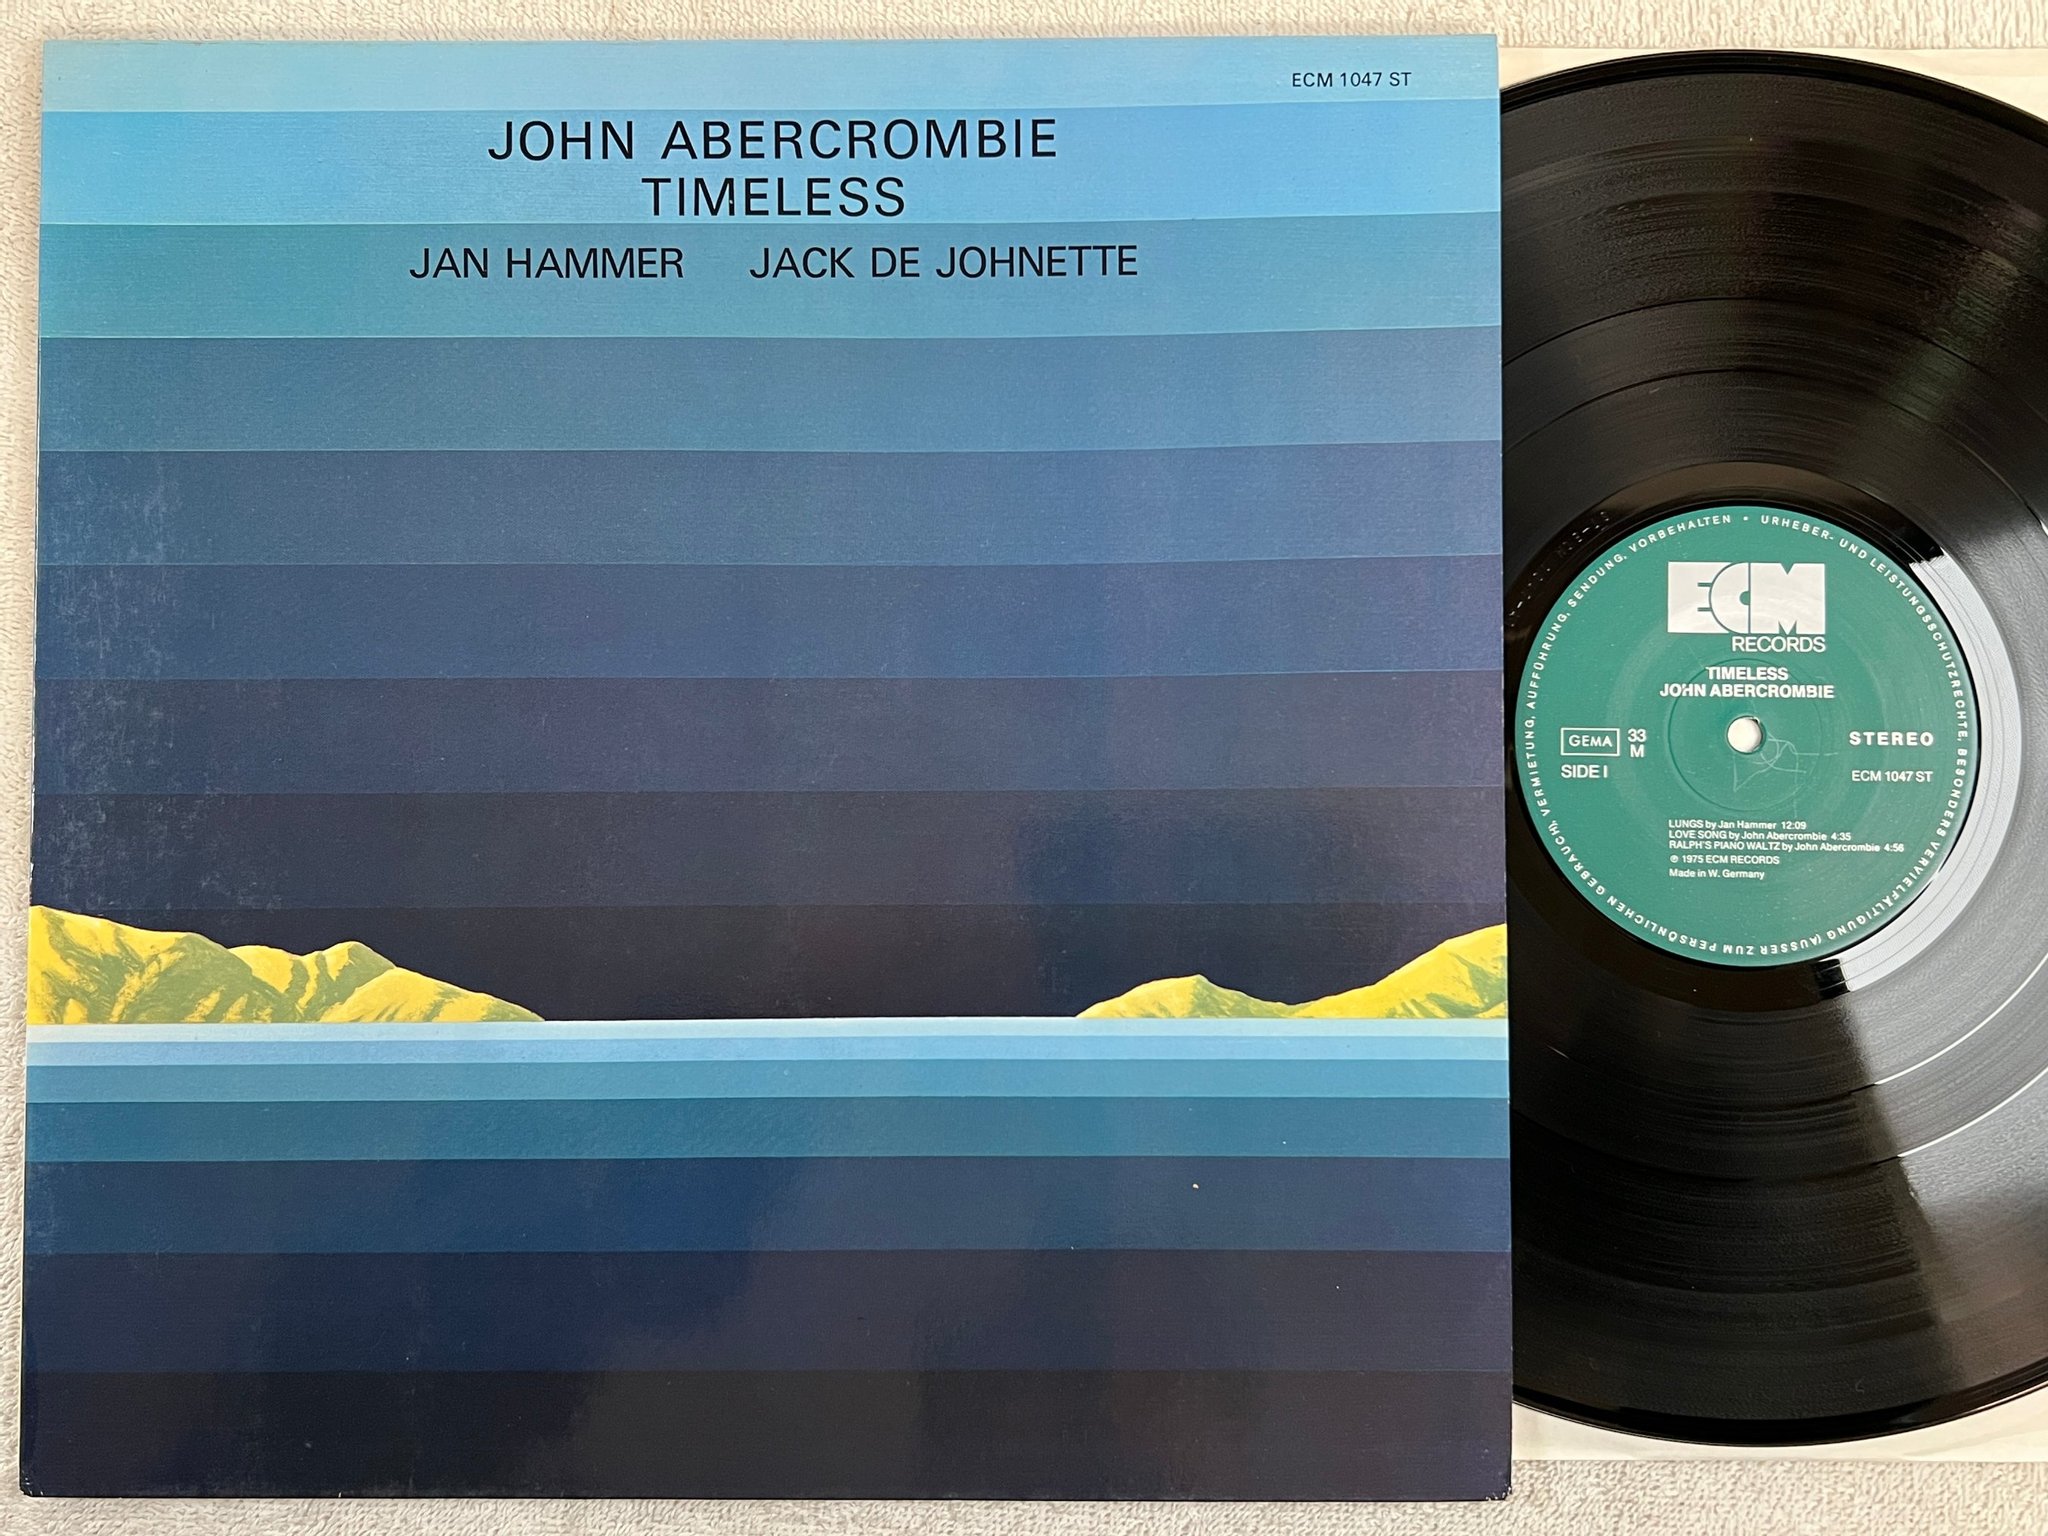 ECM 1047 ST
JOHN ABERCROMBIE
TIMELESS
JAN HAMMER JACK DE JOHNETTE
URHEBER- UND LEISTUNGSSCHUTZRECHTE, BESONDERS VERVIELFÄLTIGUNG (AUSSER ZUM PERSÖNLICHEN GEBRAUCH), VERMIETUNG, AUFFÜHRUNG, SENDUNG, VORBEHALTEN •
ECM
RECORDS
TIMELESS
JOHN ABERCROMBIE
GEMA 33 STEREO
M
SIDE I ECM 1047 ST
LUNGS by Jan Hammer 12:09
LOVE SONG by John Abercrombie 4:35
RALPH'S PIANO WALTZ by John Abercrombie 4:56
℗ 1975 ECM RECORDS
Made in W. Germany